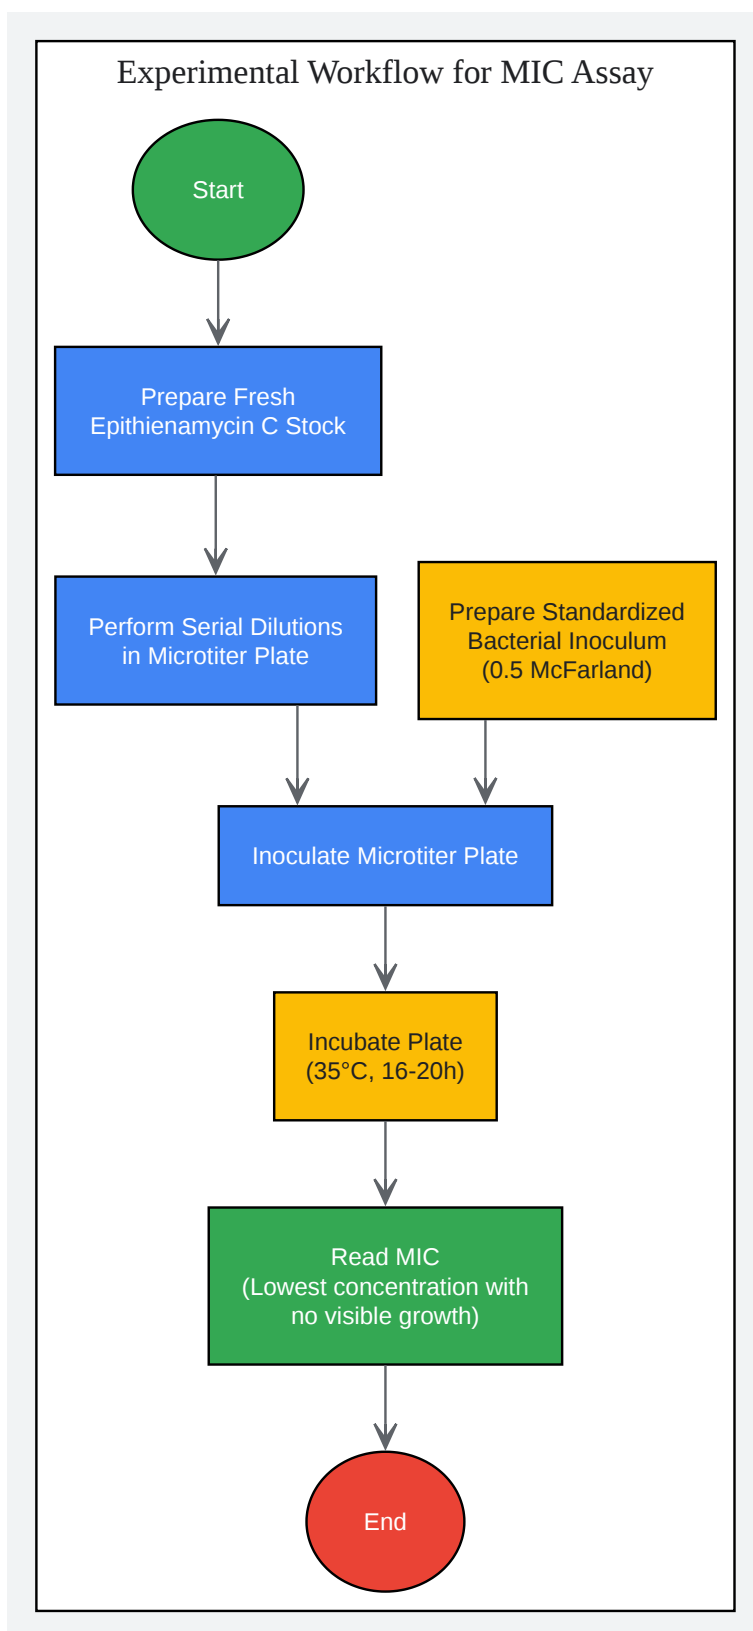 Experimental Workflow for MIC Assay
Start
Prepare Fresh
Epithienamycin C Stock
Perform Serial Dilutions
in Microtiter Plate
Prepare Standardized
Bacterial Inoculum
(0.5 McFarland)
Inoculate Microtiter Plate
Incubate Plate
(35°C, 16-20h)
Read MIC
(Lowest concentration with
no visible growth)
End